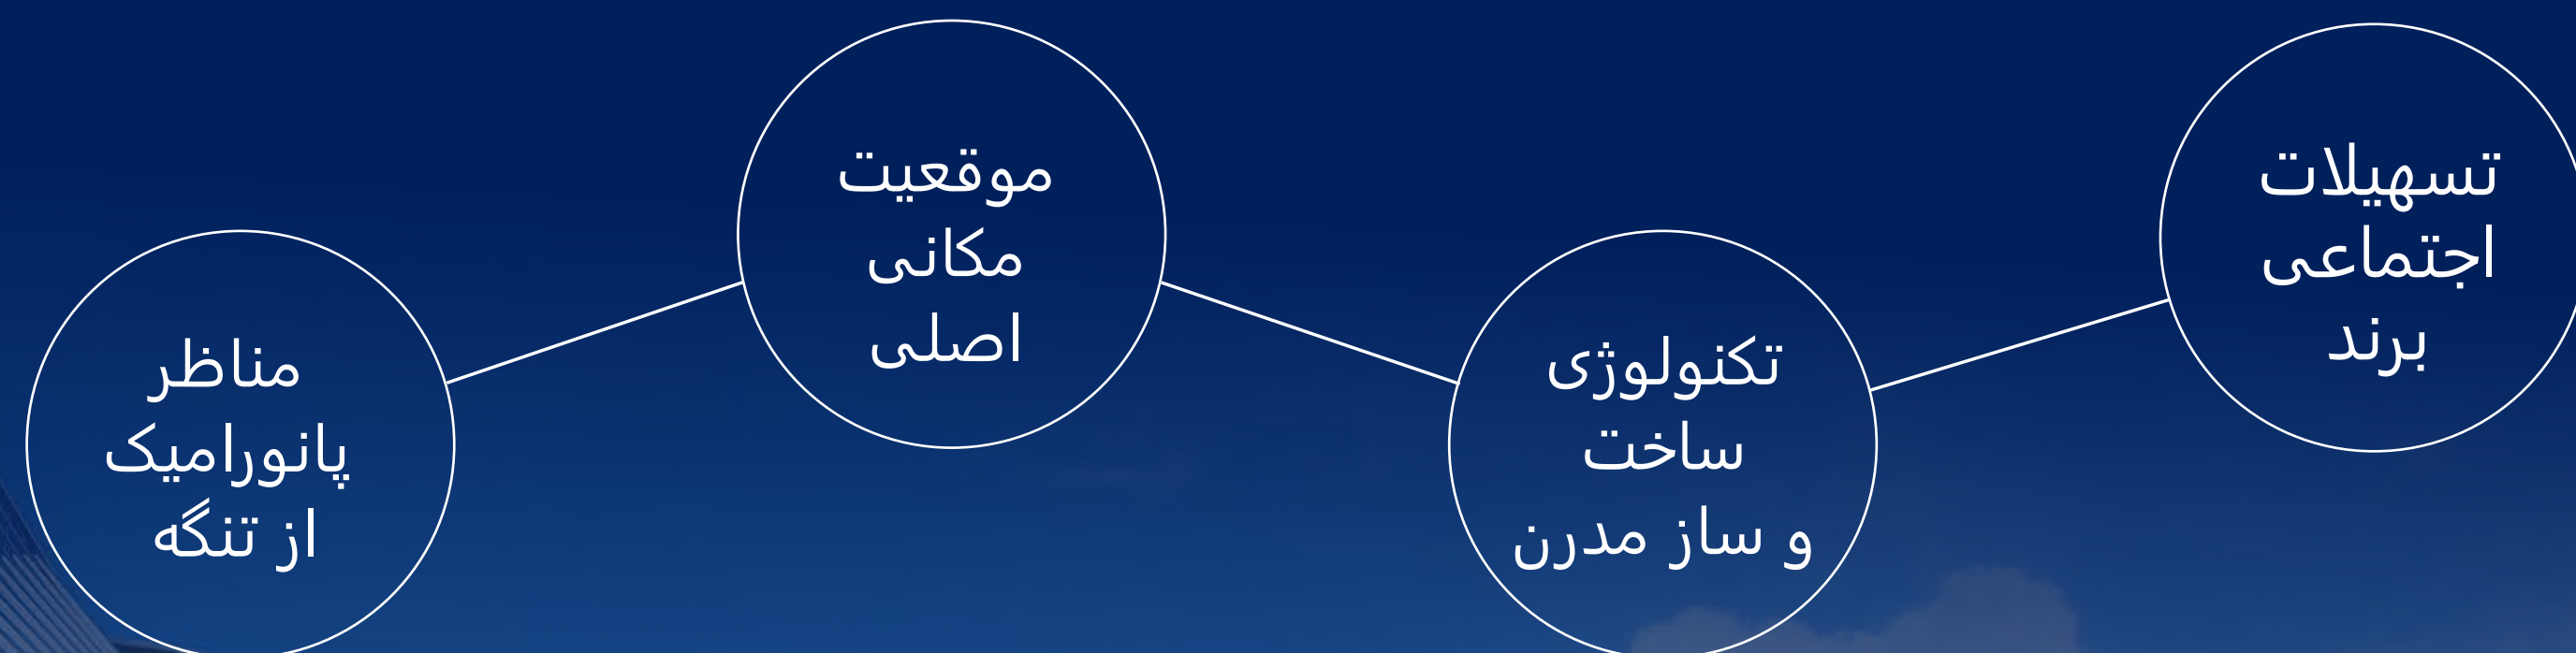 تسهیلات
اجتماعی
برند
تکنولوژی
ساخت
و ساز مدرن
موقعیت
مکانی
اصلی
مناظر
پانورامیک
از تنگه